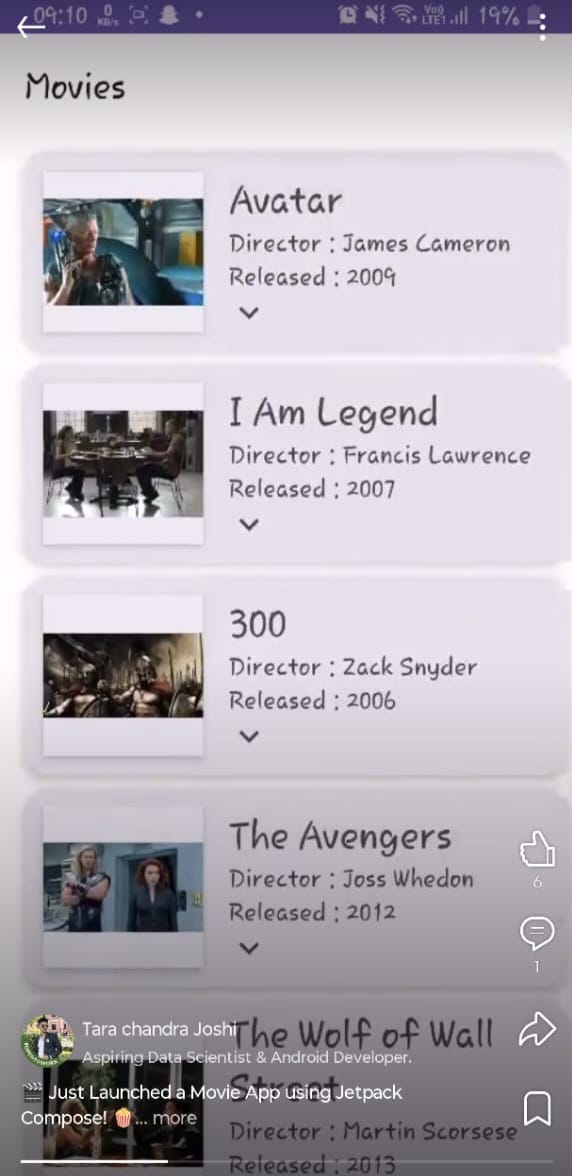 09:10 0 KB/s Vo)) LTE1 19%
Movies
Avatar
Director : James Cameron
Released : 2009
I Am Legend
Director : Francis Lawrence
Released : 2007
300
Director : Zack Snyder
Released : 2006
The Avengers
Director : Joss Whedon
Released : 2012
6
1
Tara chandra Joshi
The Wolf of Wall
Aspiring Data Scientist & Android Developer.
Street
🎬 Just Launched a Movie App using Jetpack
Compose! 🍿... more
Director : Martin Scorsese
Released : 2013